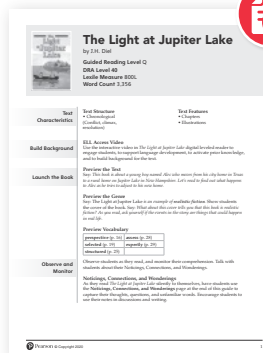 The Light at Jupiter Lake
by J.H. Diel
Guided Reading Level Q
DRA Level 40
Lexile Measure 800L
Word Count 3,356
Text
Characteristics
Text Structure
• Chronological
(Conflict, climax,
resolution)
Text Features
• Chapters
• Illustrations
Build Background
ELL Access Video
Use the interactive video in The Light at Jupiter Lake digital leveled reader to
engage students, to support language development, to activate prior knowledge,
and to build background for the text.
Launch the Book
Preview the Text
Say: This book is about a young boy named Alex who moves from his city home in Texas
to a rural home on Jupiter Lake in New Hampshire. Let's read to find out what happens
to Alex as he tries to adjust to his new home.
Preview the Genre
Say: The Light at Jupiter Lake is an example of realistic fiction. Show students
the cover of the book. Say: What about this cover tells you that this book is realistic
fiction? As you read, ask yourself if the events in the story are things that could happen
in real life.
Preview Vocabulary
perspective (p. 26) access (p. 28)
selected (p. 29) expertly (p. 29)
structured (p. 29)
Observe and
Monitor
Observe students as they read, and monitor their comprehension. Talk with
students about their Noticings, Connections, and Wonderings.
Noticings, Connections, and Wonderings
As they read The Light at Jupiter Lake silently to themselves, have students use
the Noticings, Connections, and Wonderings page at the end of this guide to
capture their thoughts, questions, and unfamiliar words. Encourage students to
use their notes in discussions and writing.
Pearson © Copyright 2020
1